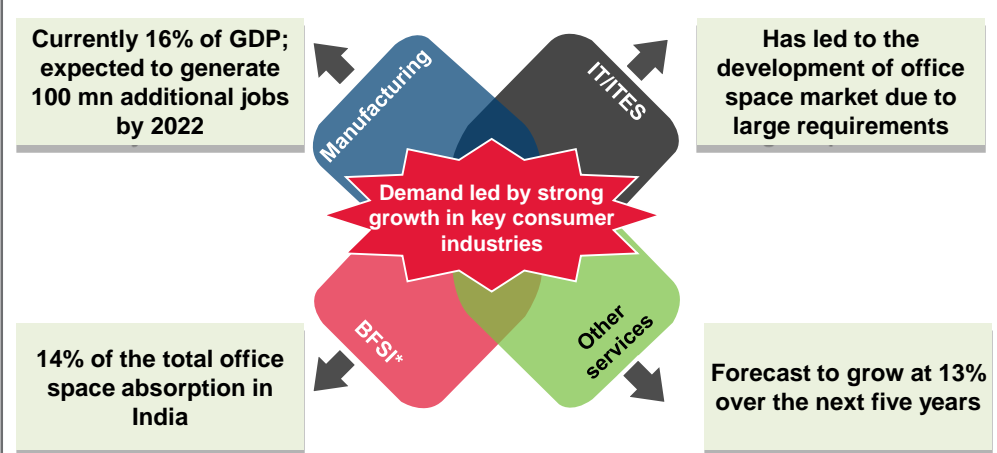 Currently 16% of GDP;
expected to generate
100 mn additional jobs
by 2022
Manufacturing
IT/ITES
Has led to the
development of office
space market due to
large requirements
Demand led by strong
growth in key consumer
industries
14% of the total office
space absorption in
India
BFSI*
Other
services
Forecast to grow at 13%
over the next five years